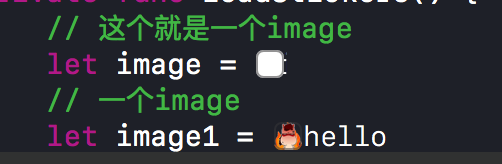 // 这个就是一个image
let image =
// 一个image
let image1 = hello